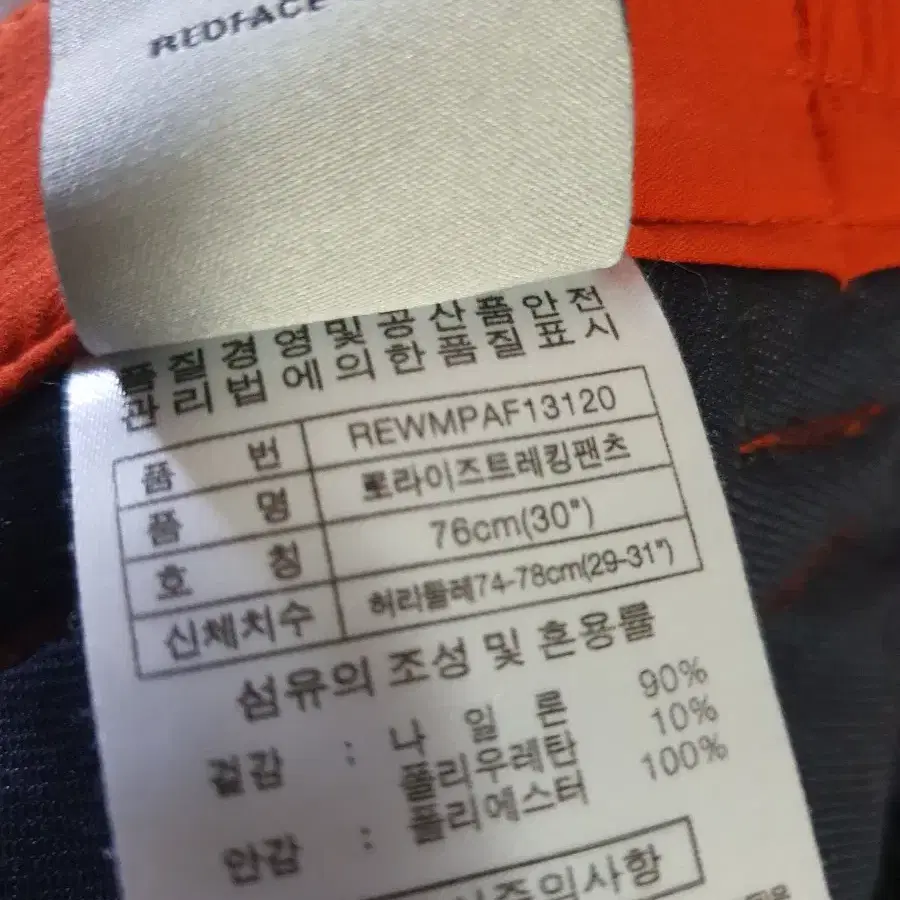 REDFACE
품질경영및공산품안전
관리법에의한품질표시
품 번 REWMPAF13120
품 명 로라이즈트레킹팬츠
호 칭 76cm(30")
신체치수 허리둘레74-78cm(29-31")
섬유의 조성 및 혼용률
겉감 : 나 일 론 90%
폴리우레탄 10%
안감 : 폴리에스터 100%
주의사항